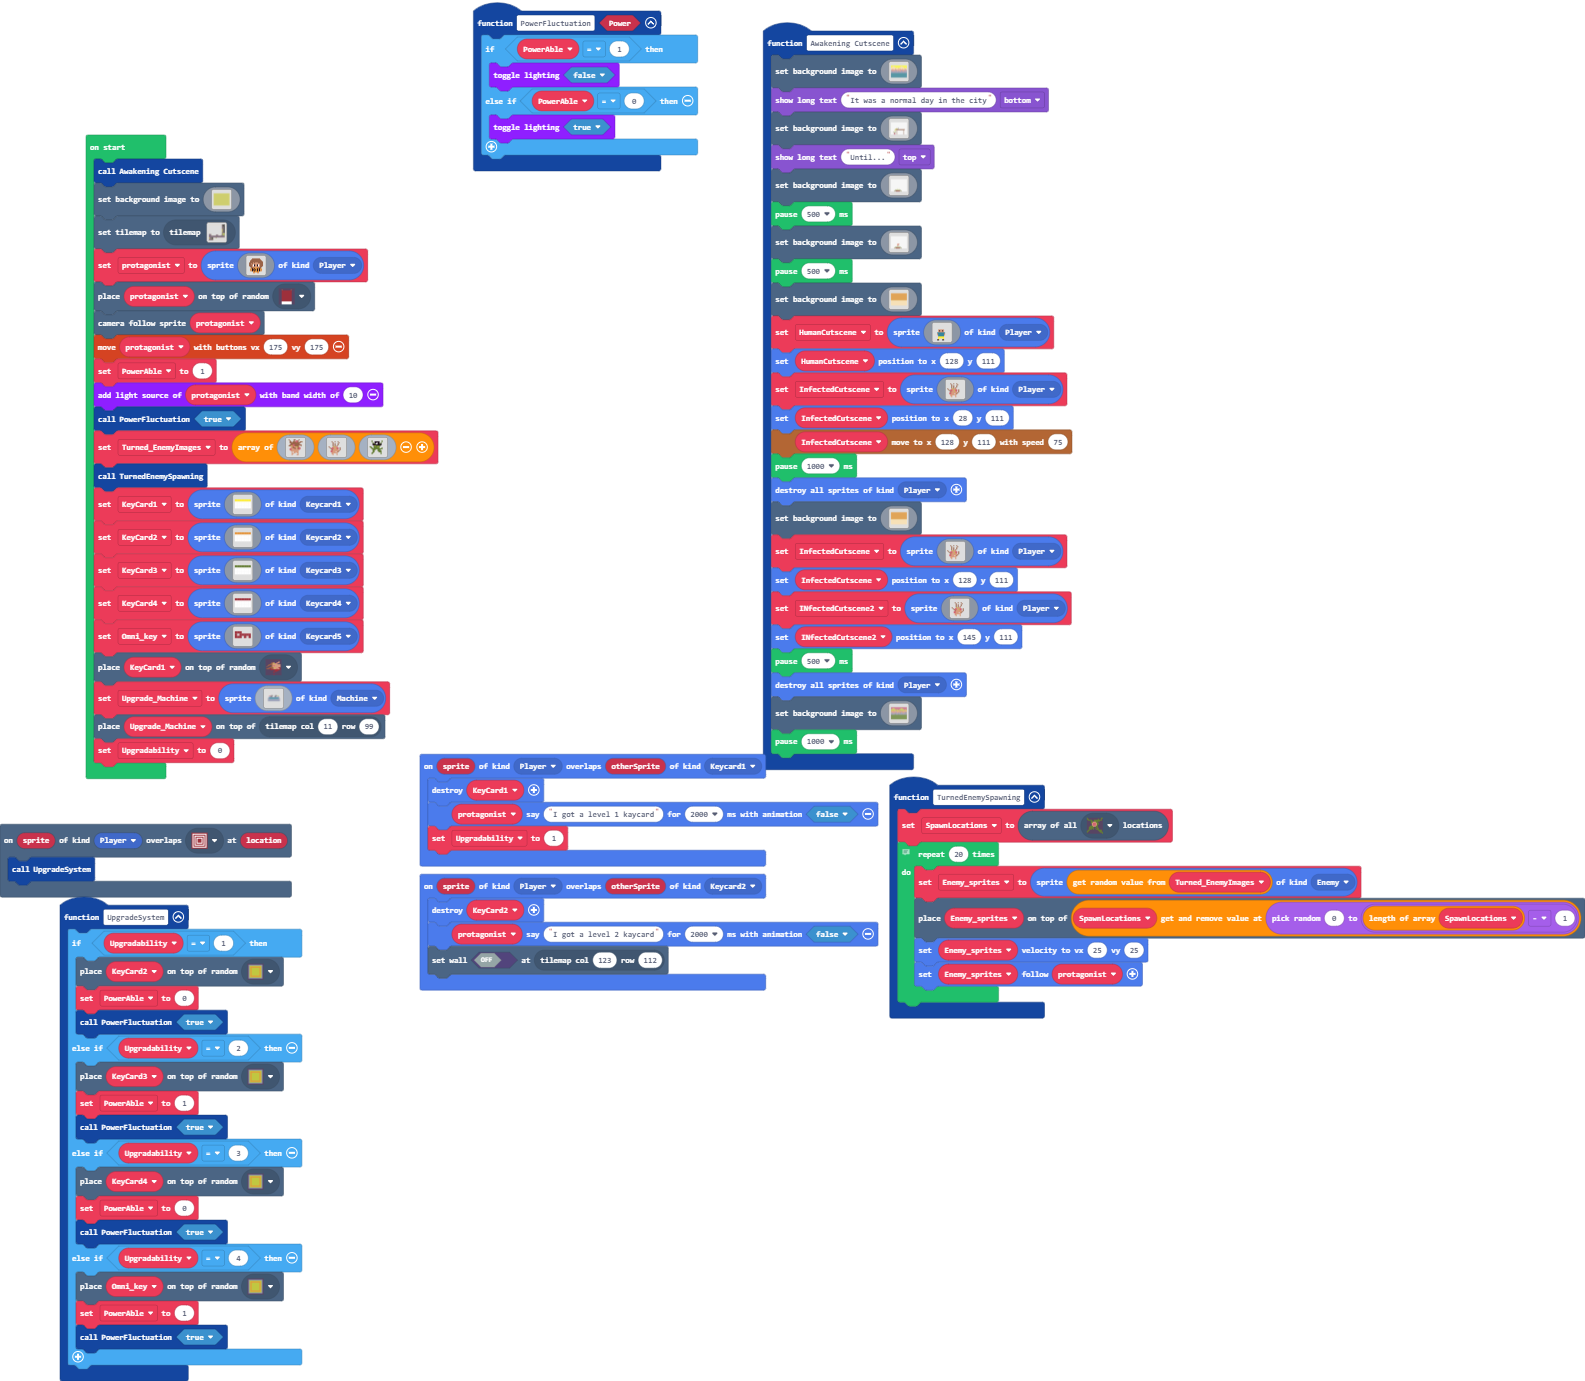 function PowerFluctuation Power
if PowerAble = 1 then
toggle lighting false
else if PowerAble = 0 then
toggle lighting true
on start
call Awakening Cutscene
set background image to
set tilemap to tilemap
set protagonist to sprite of kind Player
place protagonist on top of random
camera follow sprite protagonist
move protagonist with buttons vx 175 vy 175
set PowerAble to 1
add light source of protagonist with band width of 10
call PowerFluctuation true
set Turned_EnemyImages to array of
call TurnedEnemySpawning
set KeyCard1 to sprite of kind Keycard1
set KeyCard2 to sprite of kind Keycard2
set KeyCard3 to sprite of kind Keycard3
set KeyCard4 to sprite of kind Keycard4
set Omni_key to sprite of kind Keycard5
place KeyCard1 on top of random
set Upgrade_Machine to sprite of kind Machine
place Upgrade_Machine on top of tilemap col 11 row 99
set Upgradability to 0
function Awakening Cutscene
set background image to
show long text "It was a normal day in the city" bottom
set background image to
show long text "Until..." top
set background image to
pause 500 ms
set background image to
pause 500 ms
set background image to
set HumanCutscene to sprite of kind Player
set HumanCutscene position to x 128 y 111
set InfectedCutscene to sprite of kind Player
set InfectedCutscene position to x 28 y 111
InfectedCutscene move to x 128 y 111 with speed 75
pause 1000 ms
destroy all sprites of kind Player
set background image to
set InfectedCutscene to sprite of kind Player
set InfectedCutscene position to x 128 y 111
set INfectedCutscene2 to sprite of kind Player
set INfectedCutscene2 position to x 145 y 111
pause 500 ms
destroy all sprites of kind Player
set background image to
pause 1000 ms
on sprite of kind Player overlaps otherSprite of kind Keycard1
destroy KeyCard1
protagonist say "I got a level 1 keycard" for 2000 ms with animation false
set Upgradability to 1
on sprite of kind Player overlaps otherSprite of kind Keycard2
destroy KeyCard2
protagonist say "I got a level 2 kaycard" for 2000 ms with animation false
set wall OFF at tilemap col 123 row 112
function TurnedEnemySpawning
set SpawnLocations to array of all locations
repeat 20 times
do
set Enemy_sprites to sprite get random value from Turned_EnemyImages of kind Enemy
place Enemy_sprites on top of SpawnLocations get and remove value at pick random 0 to length of array SpawnLocations - 1
set Enemy_sprites velocity to vx 25 vy 25
set Enemy_sprites follow protagonist
on sprite of kind Player overlaps at location
call UpgradeSystem
function UpgradeSystem
if Upgradability = 1 then
place KeyCard2 on top of random
set PowerAble to 0
call PowerFluctuation true
else if Upgradability = 2 then
place KeyCard3 on top of random
set PowerAble to 1
call PowerFluctuation true
else if Upgradability = 3 then
place KeyCard4 on top of random
set PowerAble to 0
call PowerFluctuation true
else if Upgradability = 4 then
place Omni_key on top of random
set PowerAble to 1
call PowerFluctuation true